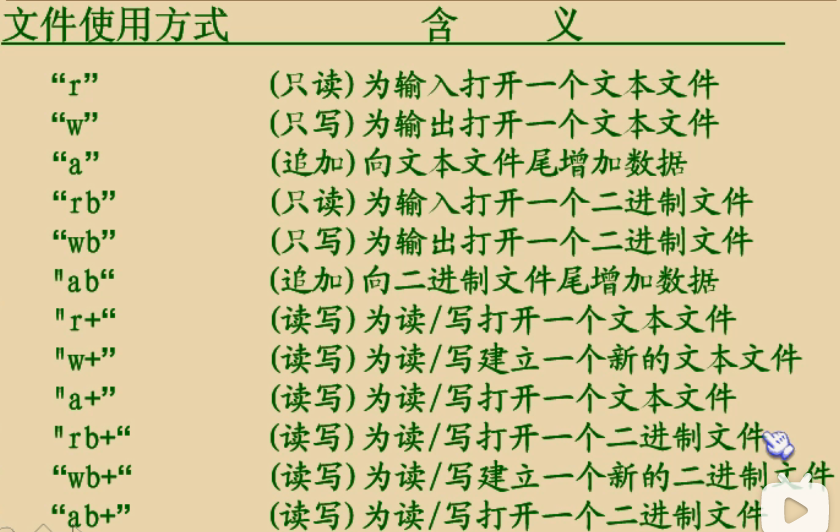 文件使用方式 含 义
“r” (只读)为输入打开一个文本文件
“w” (只写)为输出打开一个文本文件
“a” (追加)向文本文件尾增加数据
“rb” (只读)为输入打开一个二进制文件
“wb” (只写)为输出打开一个二进制文件
"ab“ (追加)向二进制文件尾增加数据
"r+“ (读写)为读/写打开一个文本文件
"w+” (读写)为读/写建立一个新的文本文件
"a+” (读写)为读/写打开一个文本文件
"rb+“ (读写)为读/写打开一个二进制文件
“wb+“ (读写)为读/写建立一个新的二进制文件
“ab+” (读写)为读/写打开一个二进制文件